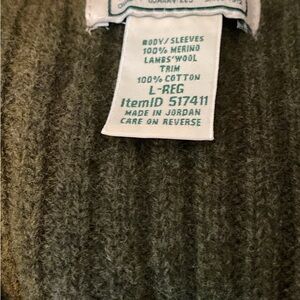 BODY/SLEEVES
100% MERINO
LAMBS'WOOL
TRIM
100% COTTON
L-REG
ItemID 517411
MADE IN JORDAN
CARE ON REVERSE